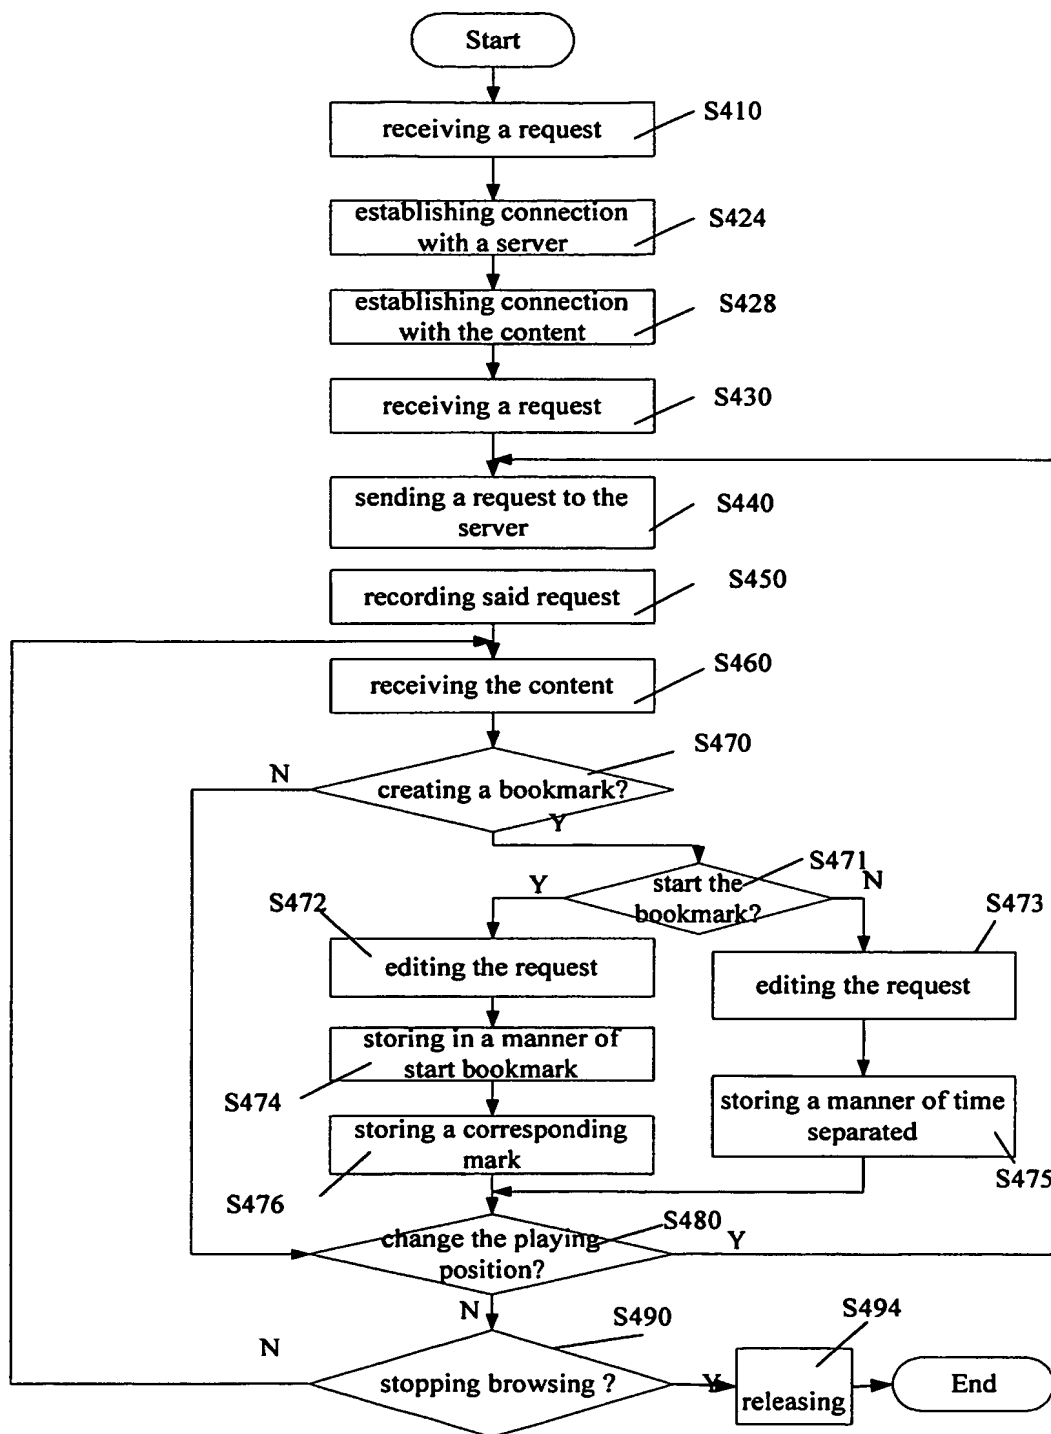 Start
receiving a request
S410
establishing connection
with a server
S424
establishing connection
with the content
S428
receiving a request
S430
sending a request to the
server
S440
recording said request
S450
receiving the content
S460
creating a bookmark?
S470
N
Y
start the
bookmark?
S471
Y
N
S472
editing the request
S473
editing the request
storing in a manner of
start bookmark
S474
storing a manner of time
separated
S475
storing a corresponding
mark
S476
change the playing
position?
S480
Y
N
stopping browsing ?
S490
N
Y
S494
releasing
End